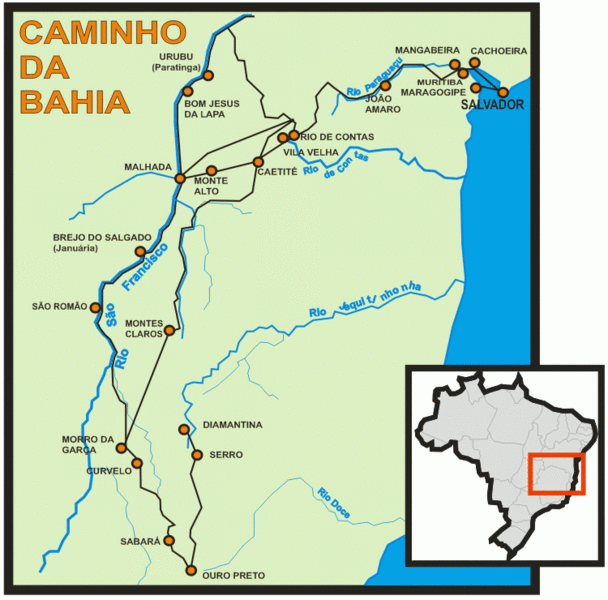 CAMINHO
DA
BAHIA
URUBU
(Paratinga)
BOM JESUS
DA LAPA
MANGABEIRA
CACHOEIRA
Rio Paraguaçu
JOÃO
AMARO
MURITIBA
MARAGOGIPE
SALVADOR
RIO DE CONTAS
VILA VELHA
Rio
de Contas
MALHADA
MONTE
ALTO
CAETITÉ
BREJO DO SALGADO
(Januária)
Rio São Francisco
SÃO ROMÃO
MONTES
CLAROS
Rio Jequitinhonha
MORRO DA
GARÇA
CURVELO
DIAMANTINA
SERRO
Rio Doce
SABARÁ
OURO PRETO